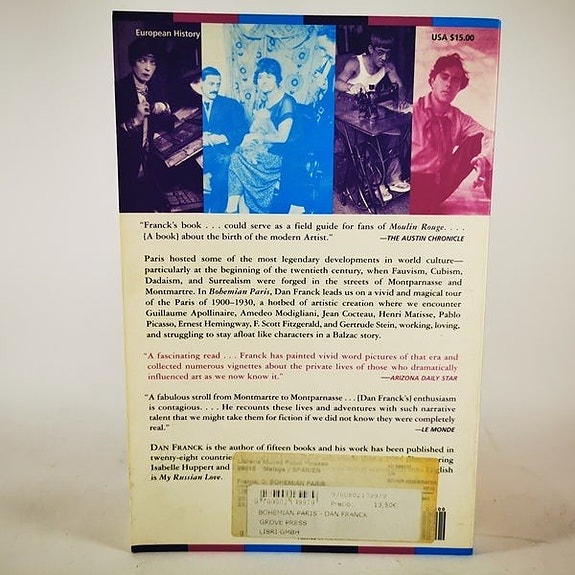 European History
USA $15.00
"Franck's book . . . could serve as a field guide for fans of Moulin Rouge. . . .
{A book} about the birth of the modern Artist."
—THE AUSTIN CHRONICLE
Paris hosted some of the most legendary developments in world culture—
particularly at the beginning of the twentieth century, when Fauvism, Cubism,
Dadaism, and Surrealism were forged in the streets of Montparnasse and
Montmartre. In Bohemian Paris, Dan Franck leads us on a vivid and magical tour
of the Paris of 1900–1930, a hotbed of artistic creation where we encounter
Guillaume Apollinaire, Amedeo Modigliani, Jean Cocteau, Henri Matisse, Pablo
Picasso, Ernest Hemingway, F. Scott Fitzgerald, and Gertrude Stein, working, loving,
and struggling to stay afloat like characters in a Balzac story.
"A fascinating read . . . Franck has painted vivid word pictures of that era and
collected numerous vignettes about the private lives of those who dramatically
influenced art as we now know it."
—ARIZONA DAILY STAR
"A fabulous stroll from Montmartre to Montparnasse . . . {Dan Franck's} enthusiasm
is contagious. . . . He recounts these lives and adventures with such narrative
talent that we might take them for fiction if we did not know they were completely
real."
—LE MONDE
DAN FRANCK is the author of fifteen books and his work has been published in
twenty-eight countries
Isabelle Huppert and
English
is My Russian Love.
BOHEMIAN PARIS
Precio.
BOHEMIAN PARIS - DAN FRANCK
GROVE PRESS
LIBRI GMBH